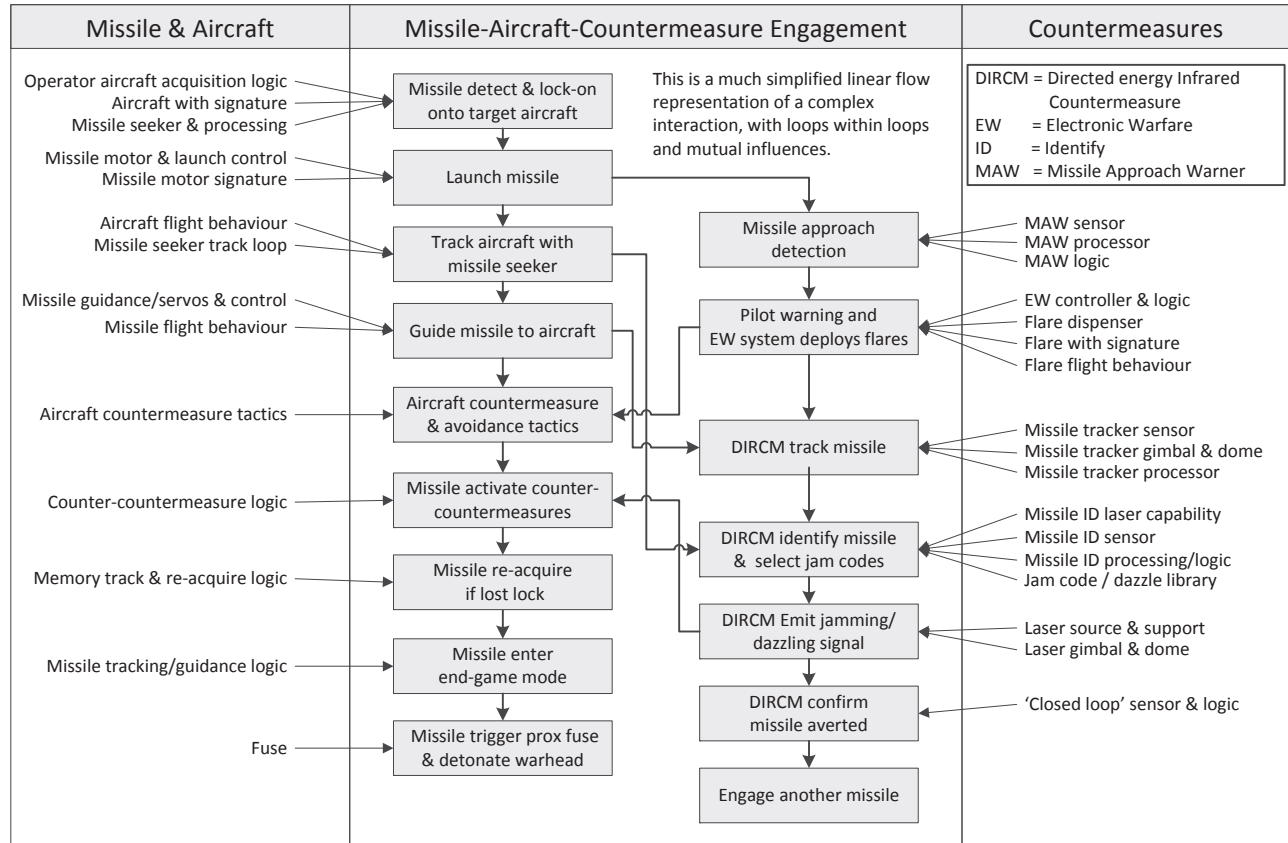 Missile & Aircraft
Missile-Aircraft-Countermeasure Engagement
Countermeasures
Operator aircraft acquisition logic
Aircraft with signature
Missile seeker & processing
Missile motor & launch control
Missile motor signature
Aircraft flight behaviour
Missile seeker track loop
Missile guidance/servos & control
Missile flight behaviour
Aircraft countermeasure tactics
Counter-countermeasure logic
Memory track & re-acquire logic
Missile tracking/guidance logic
Fuse
Missile detect & lock-on
onto target aircraft
Launch missile
Track aircraft with
missile seeker
Guide missile to aircraft
Aircraft countermeasure
& avoidance tactics
Missile activate counter-
countermeasures
Missile re-acquire
if lost lock
Missile enter
end-game mode
Missile trigger prox fuse
& detonate warhead
This is a much simplified linear flow
representation of a complex
interaction, with loops within loops
and mutual influences.
Missile approach
detection
Pilot warning and
EW system deploys flares
DIRCM track missile
DIRCM identify missile
& select jam codes
DIRCM Emit jamming/
dazzling signal
DIRCM confirm
missile averted
Engage another missile
DIRCM = Directed energy Infrared
Countermeasure
EW = Electronic Warfare
ID = Identify
MAW = Missile Approach Warner
MAW sensor
MAW processor
MAW logic
EW controller & logic
Flare dispenser
Flare with signature
Flare flight behaviour
Missile tracker sensor
Missile tracker gimbal & dome
Missile tracker processor
Missile ID laser capability
Missile ID sensor
Missile ID processing/logic
Jam code / dazzle library
Laser source & support
Laser gimbal & dome
‘Closed loop’ sensor & logic